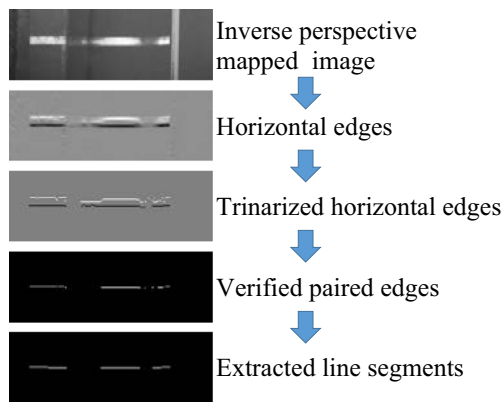 Inverse perspective
mapped image
Horizontal edges
Trinarized horizontal edges
Verified paired edges
Extracted line segments